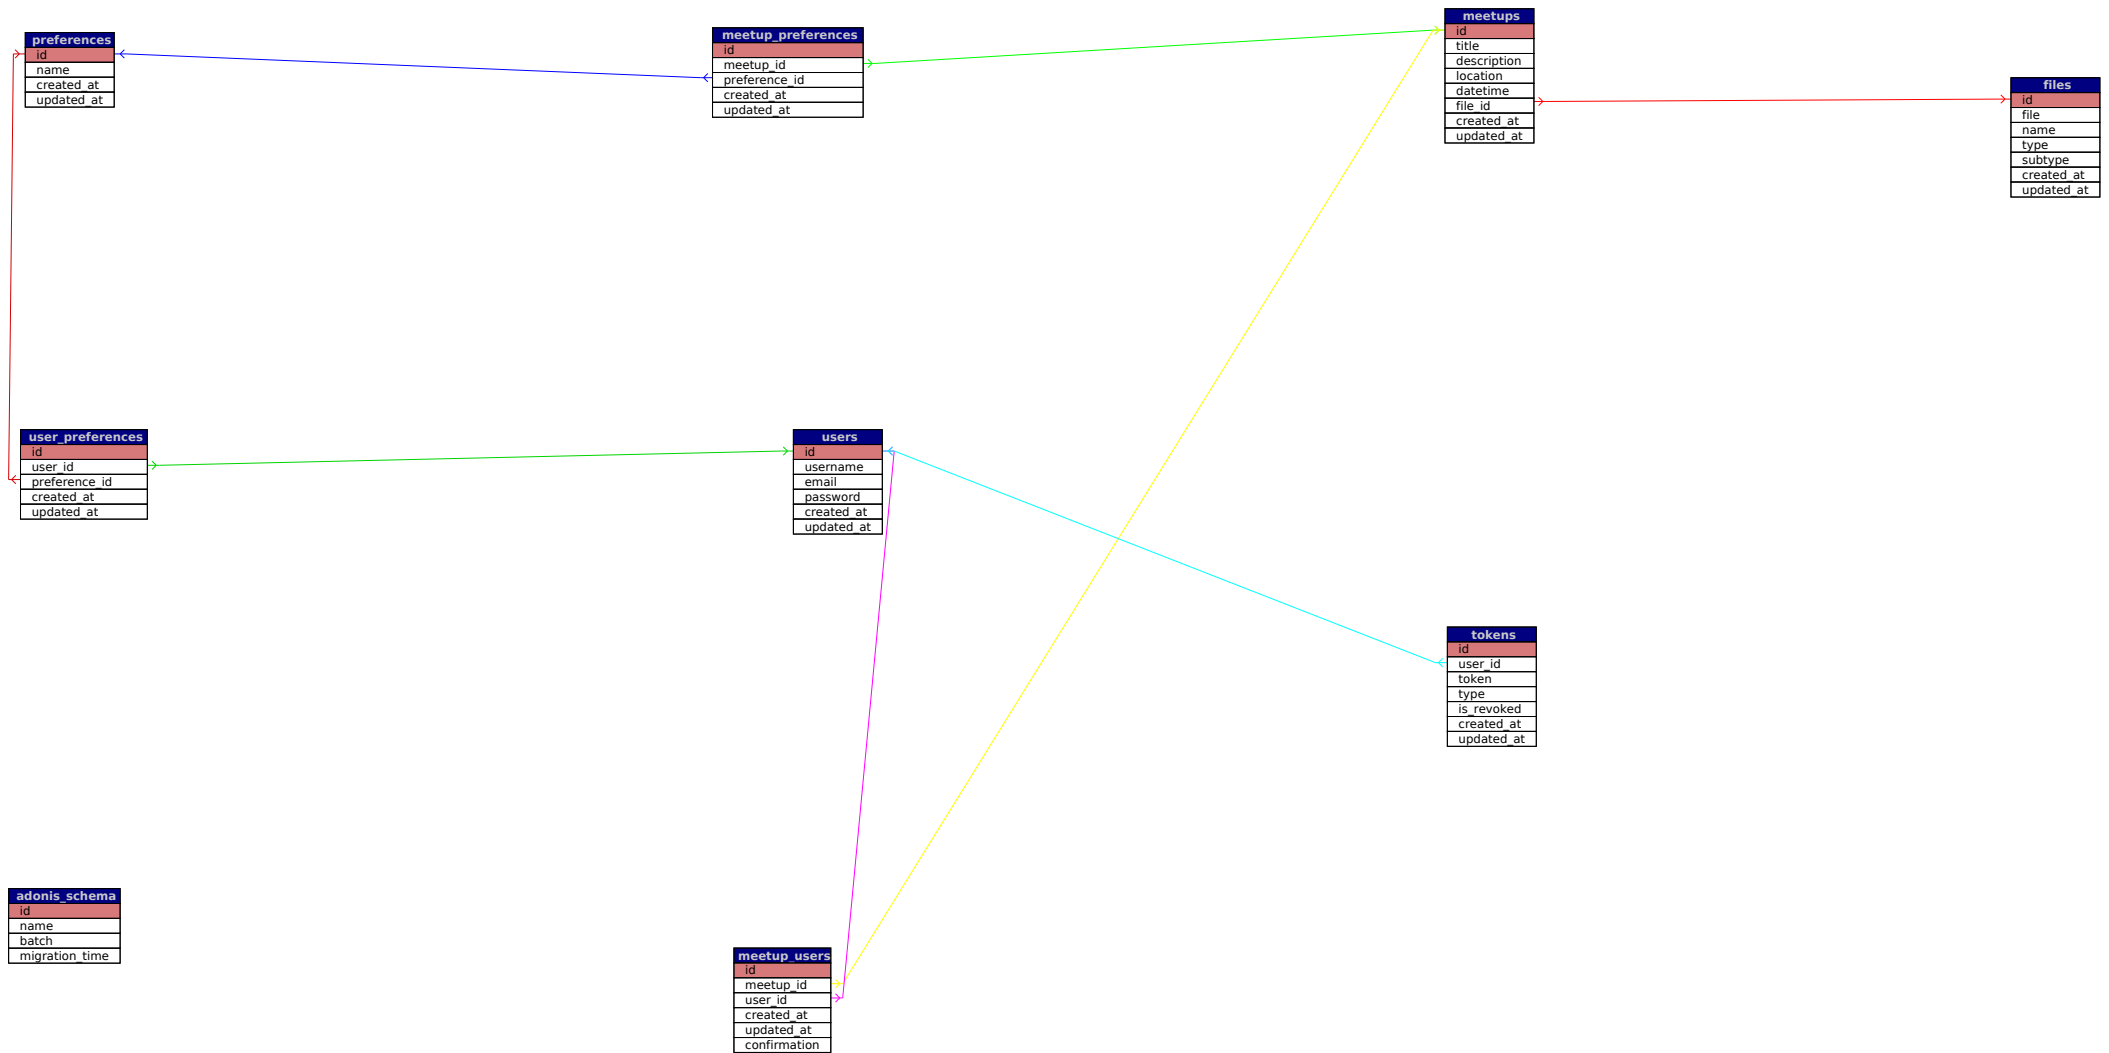 preferences
id
name
created_at
updated_at
meetup_preferences
id
meetup_id
preference_id
created_at
updated_at
meetups
id
title
description
location
datetime
file_id
created_at
updated_at
files
id
file
name
type
subtype
created_at
updated_at
user_preferences
id
user_id
preference_id
created_at
updated_at
users
id
username
email
password
created_at
updated_at
tokens
id
user_id
token
type
is_revoked
created_at
updated_at
adonis_schema
id
name
batch
migration_time
meetup_users
id
meetup_id
user_id
created_at
updated_at
confirmation